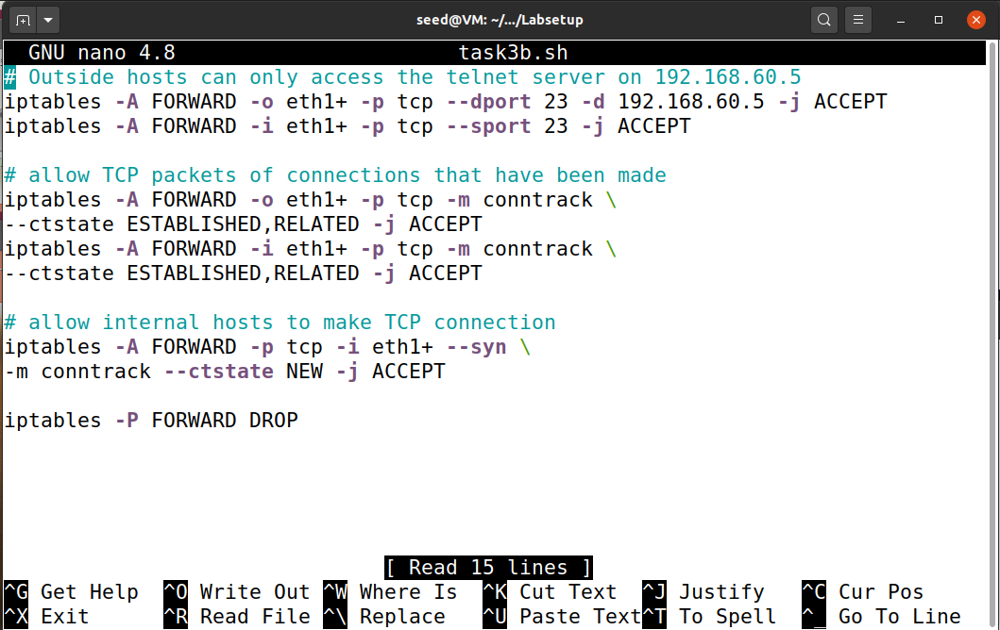 seed@VM: ~/.../Labsetup
GNU nano 4.8 task3b.sh
# Outside hosts can only access the telnet server on 192.168.60.5
iptables -A FORWARD -o eth1+ -p tcp --dport 23 -d 192.168.60.5 -j ACCEPT
iptables -A FORWARD -i eth1+ -p tcp --sport 23 -j ACCEPT
# allow TCP packets of connections that have been made
iptables -A FORWARD -o eth1+ -p tcp -m conntrack \
--ctstate ESTABLISHED,RELATED -j ACCEPT
iptables -A FORWARD -i eth1+ -p tcp -m conntrack \
--ctstate ESTABLISHED,RELATED -j ACCEPT
# allow internal hosts to make TCP connection
iptables -A FORWARD -p tcp -i eth1+ --syn \
-m conntrack --ctstate NEW -j ACCEPT
iptables -P FORWARD DROP
[ Read 15 lines ]
^G Get Help ^O Write Out ^W Where Is ^K Cut Text ^J Justify ^C Cur Pos
^X Exit ^R Read File ^\ Replace ^U Paste Text ^T To Spell ^_ Go To Line